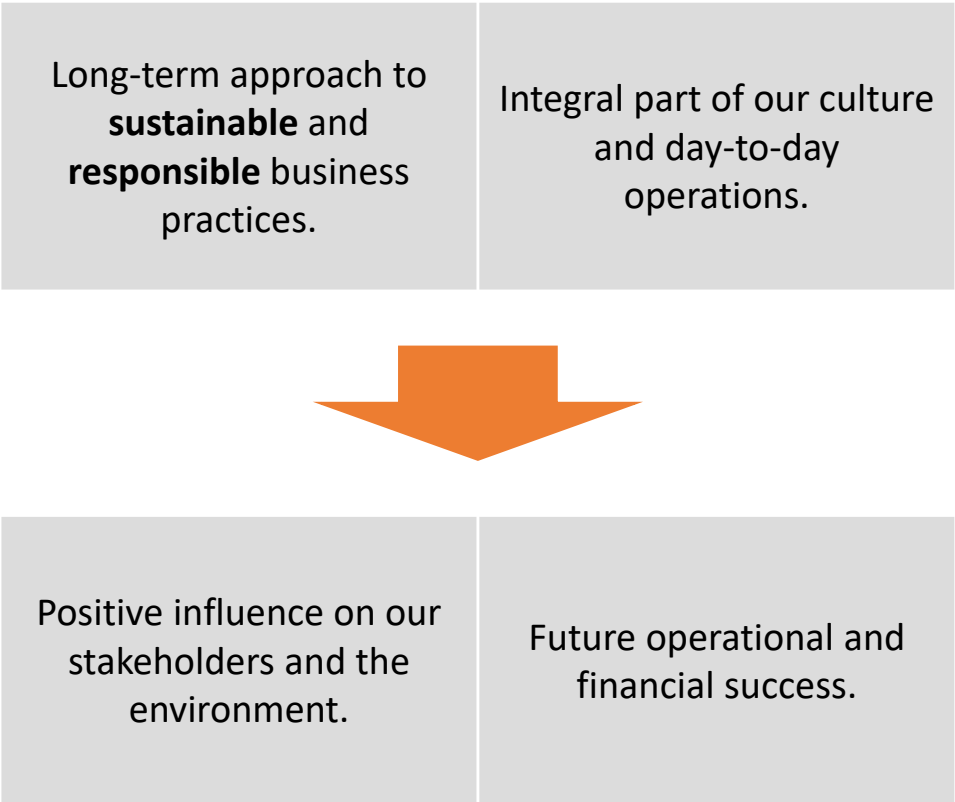 Long-term approach to
sustainable and
responsible business
practices.
Integral part of our culture
and day-to-day
operations.
Positive influence on our
stakeholders and the
environment.
Future operational and
financial success.